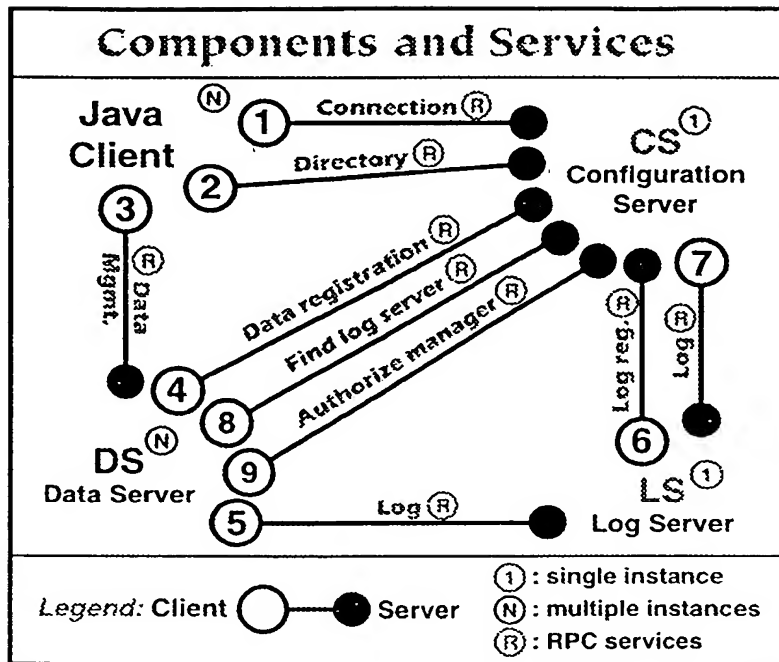 Components and Services
Java Client
N
1
Connection R
2
Directory R
CS 1
Configuration Server
3
R Data Mgmt.
Data registration R
Find log server R
Authorize manager R
7
Log reg. R
Log R
4
8
9
6
DS N
Data Server
5
Log R
LS 1
Log Server
Legend: Client Server
1 : single instance
N : multiple instances
R : RPC services